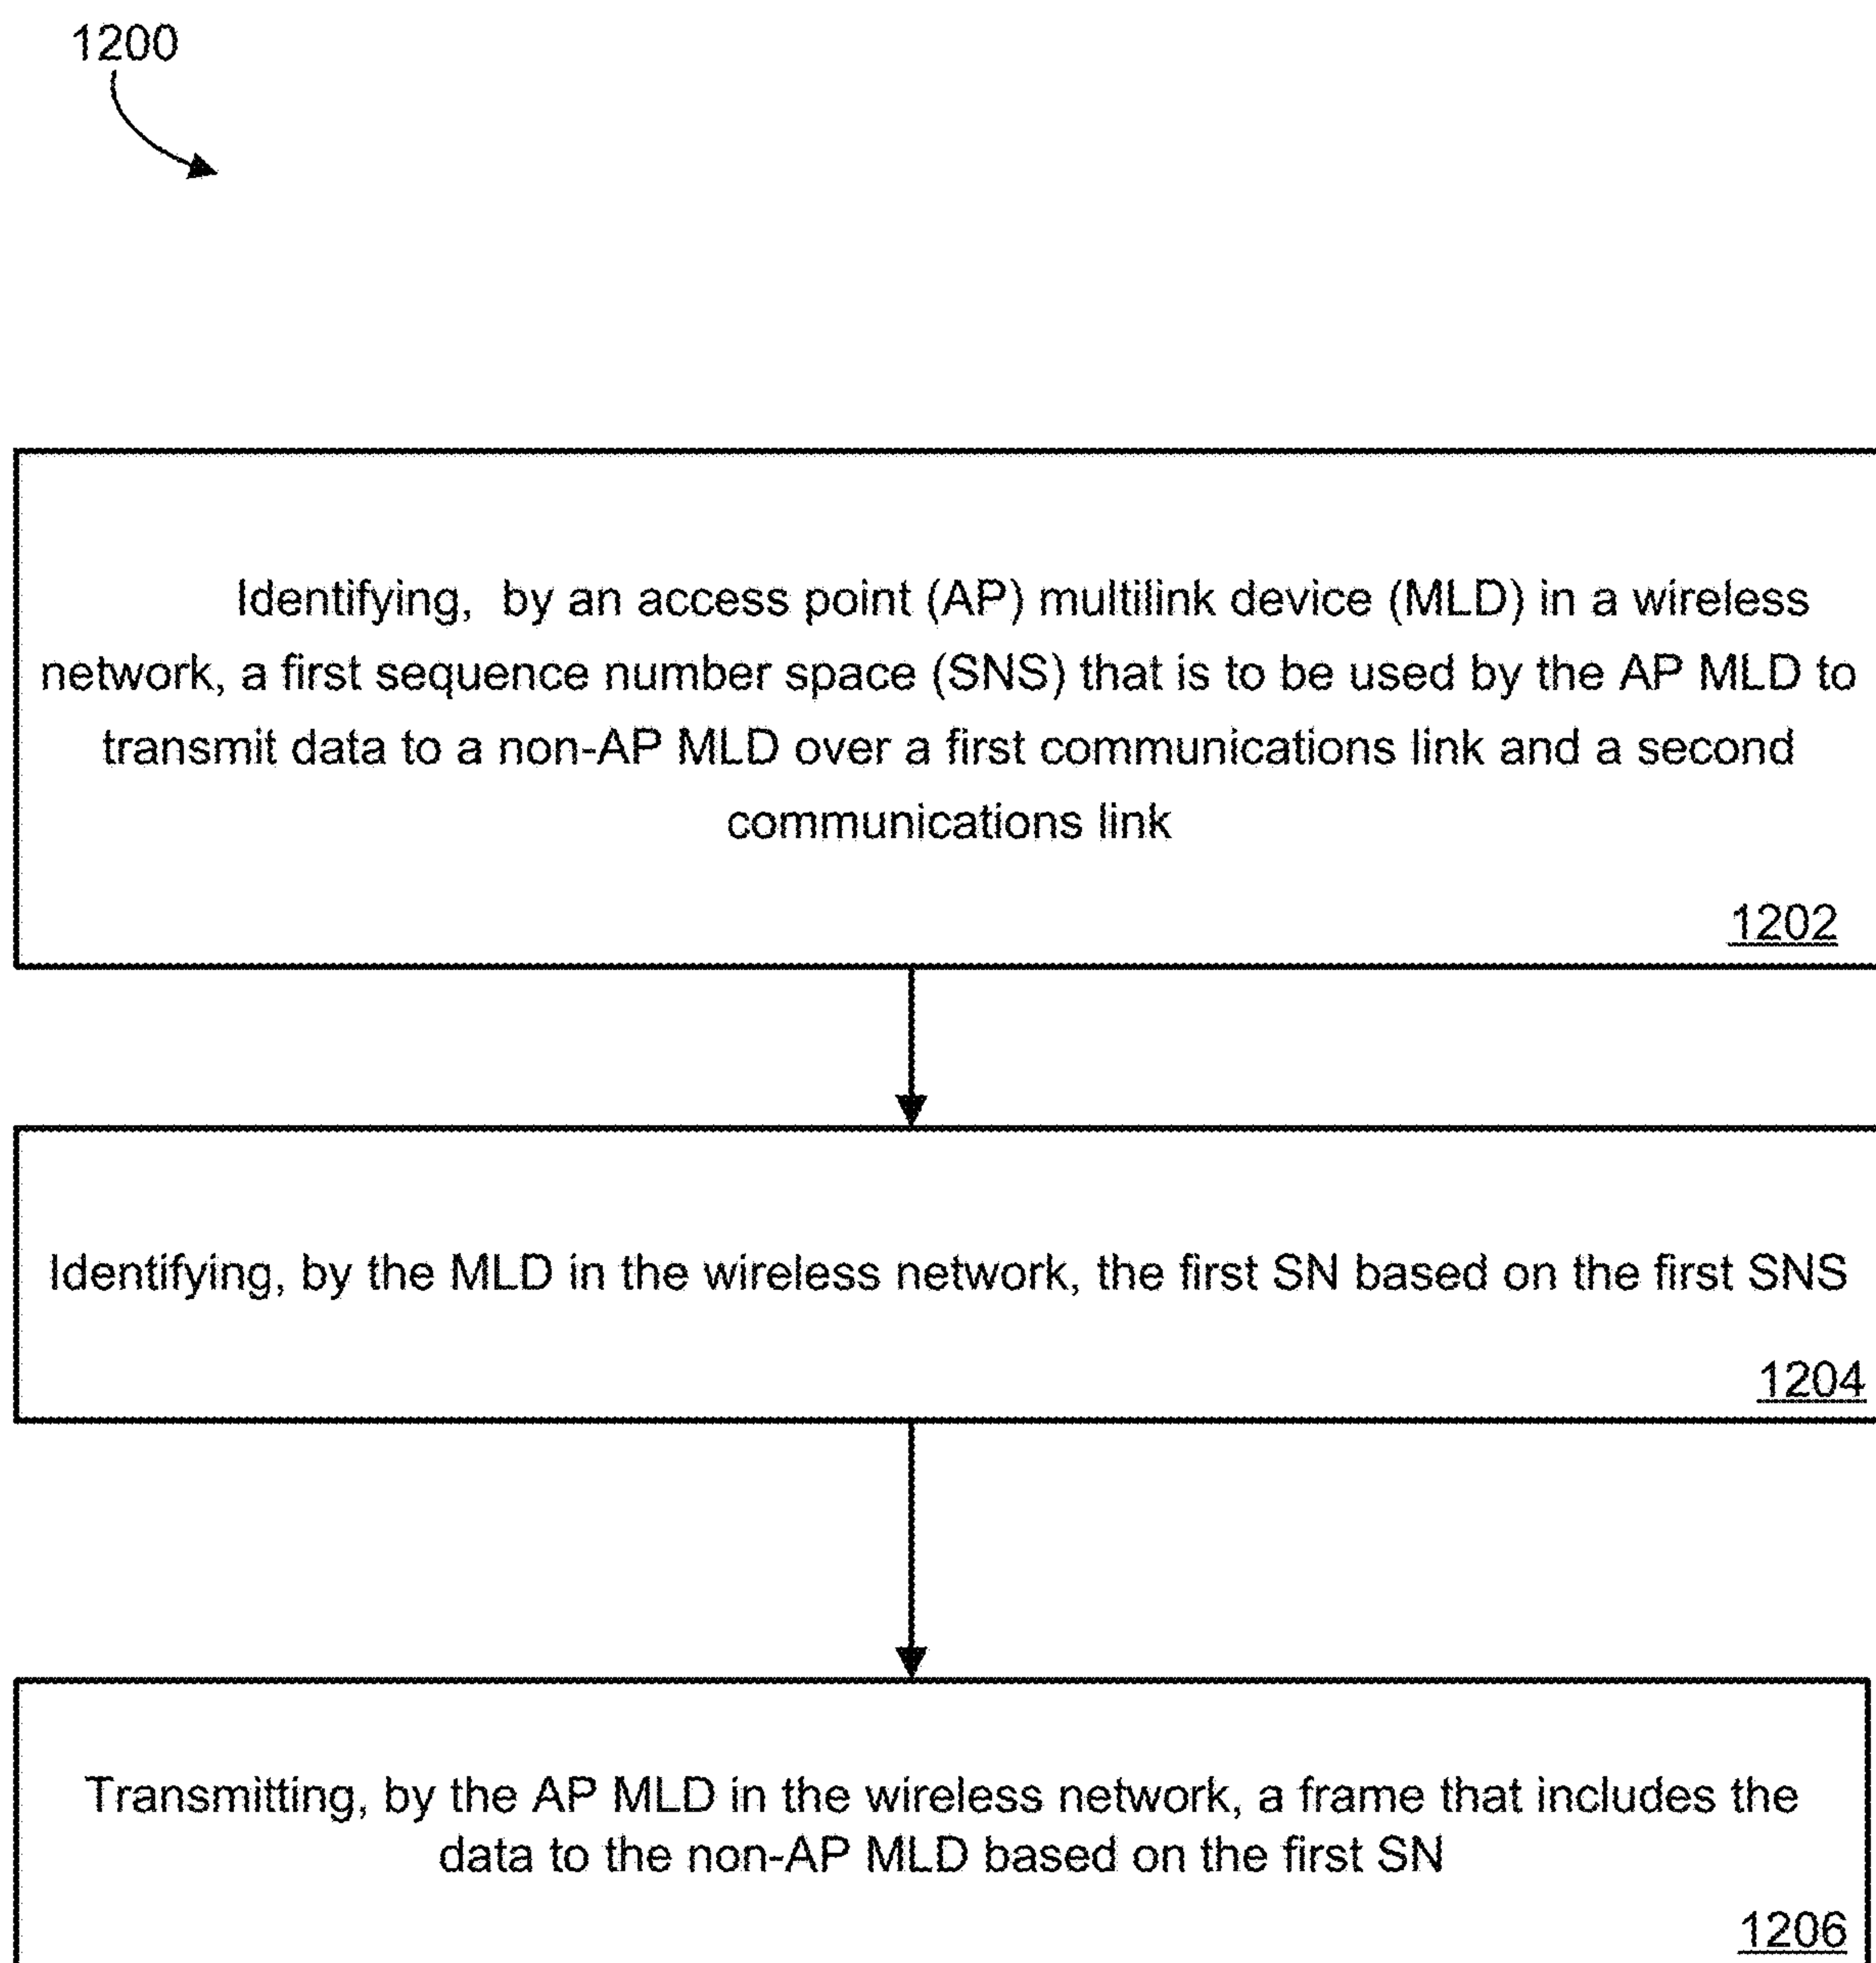 1200
Identifying, by an access point (AP) multilink device (MLD) in a wireless
network, a first sequence number space (SNS) that is to be used by the AP MLD to
transmit data to a non-AP MLD over a first communications link and a second
communications link
1202
Identifying, by the MLD in the wireless network, the first SN based on the first SNS
1204
Transmitting, by the AP MLD in the wireless network, a frame that includes the
data to the non-AP MLD based on the first SN
1206